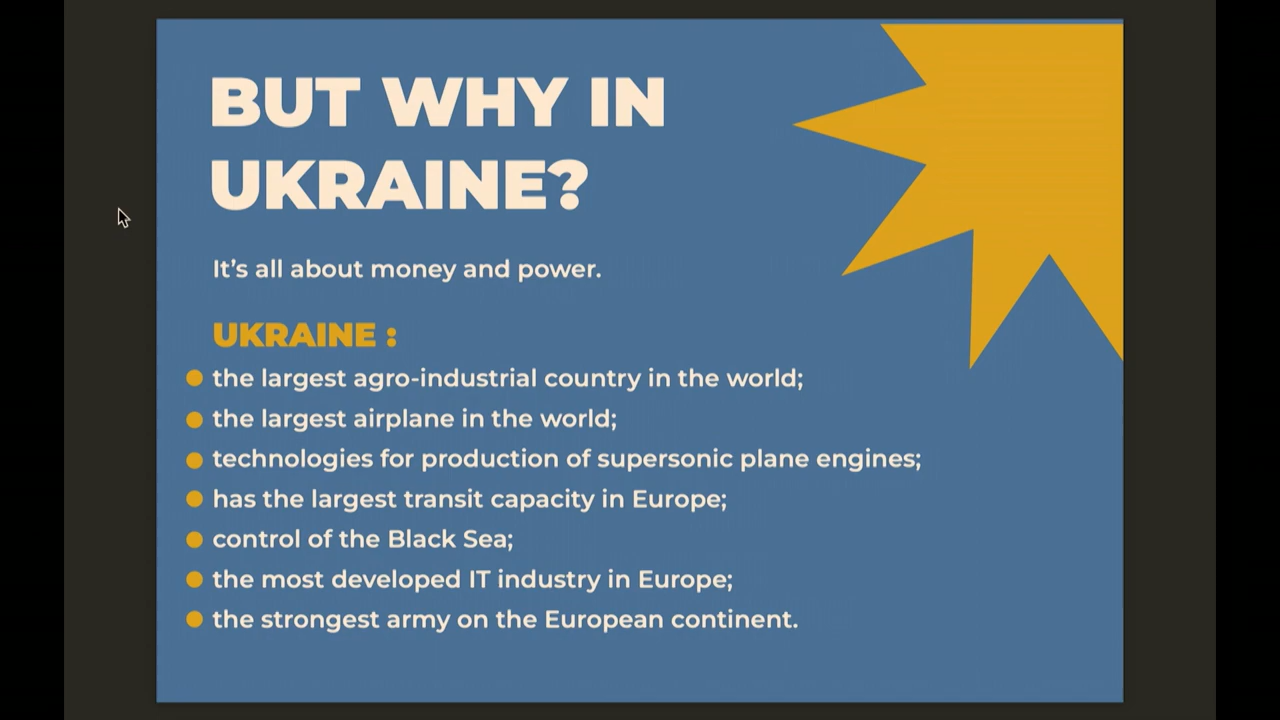 BUT WHY IN
UKRAINE?
It’s all about money and power.
UKRAINE :
the largest agro-industrial country in the world;
the largest airplane in the world;
technologies for production of supersonic plane engines;
has the largest transit capacity in Europe;
control of the Black Sea;
the most developed IT industry in Europe;
the strongest army on the European continent.